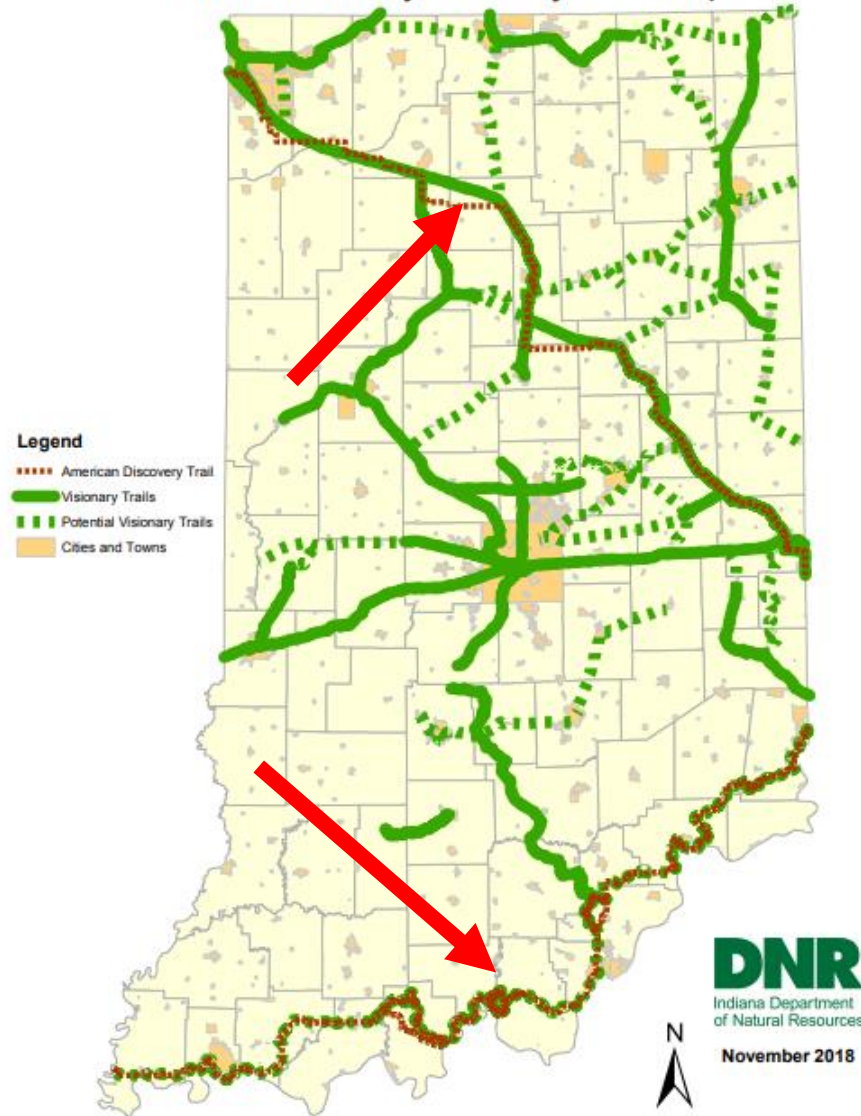 Legend
American Discovery Trail
Visionary Trails
Potential Visionary Trails
Cities and Towns
DNR
Indiana Department
of Natural Resources
N
November 2018